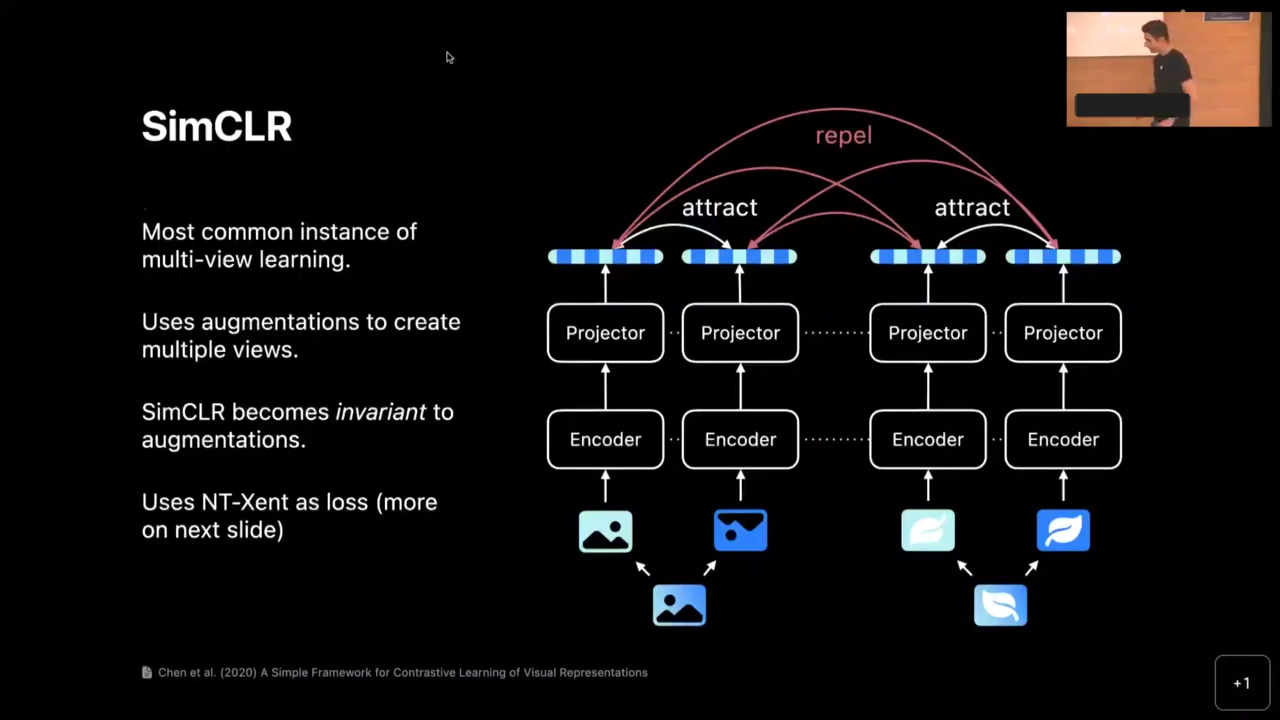 SimCLR
Most common instance of
multi-view learning.
Uses augmentations to create
multiple views.
SimCLR becomes invariant to
augmentations.
Uses NT-Xent as loss (more
on next slide)
repel
attract attract
Projector Projector Projector Projector
Encoder Encoder Encoder Encoder
Chen et al. (2020) A Simple Framework for Contrastive Learning of Visual Representations
+1